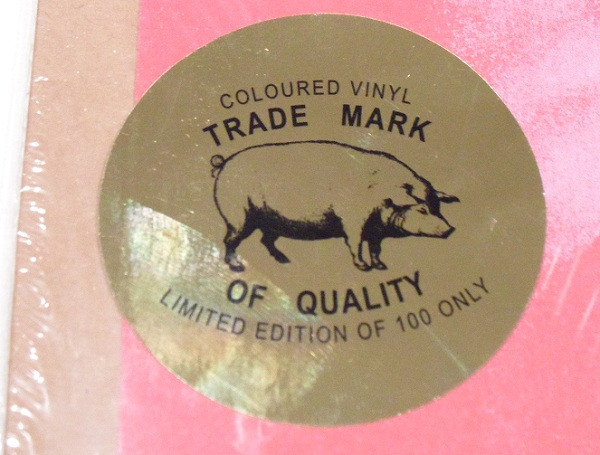 COLOURED VINYL
TRADE MARK
OF QUALITY
LIMITED EDITION OF 100 ONLY